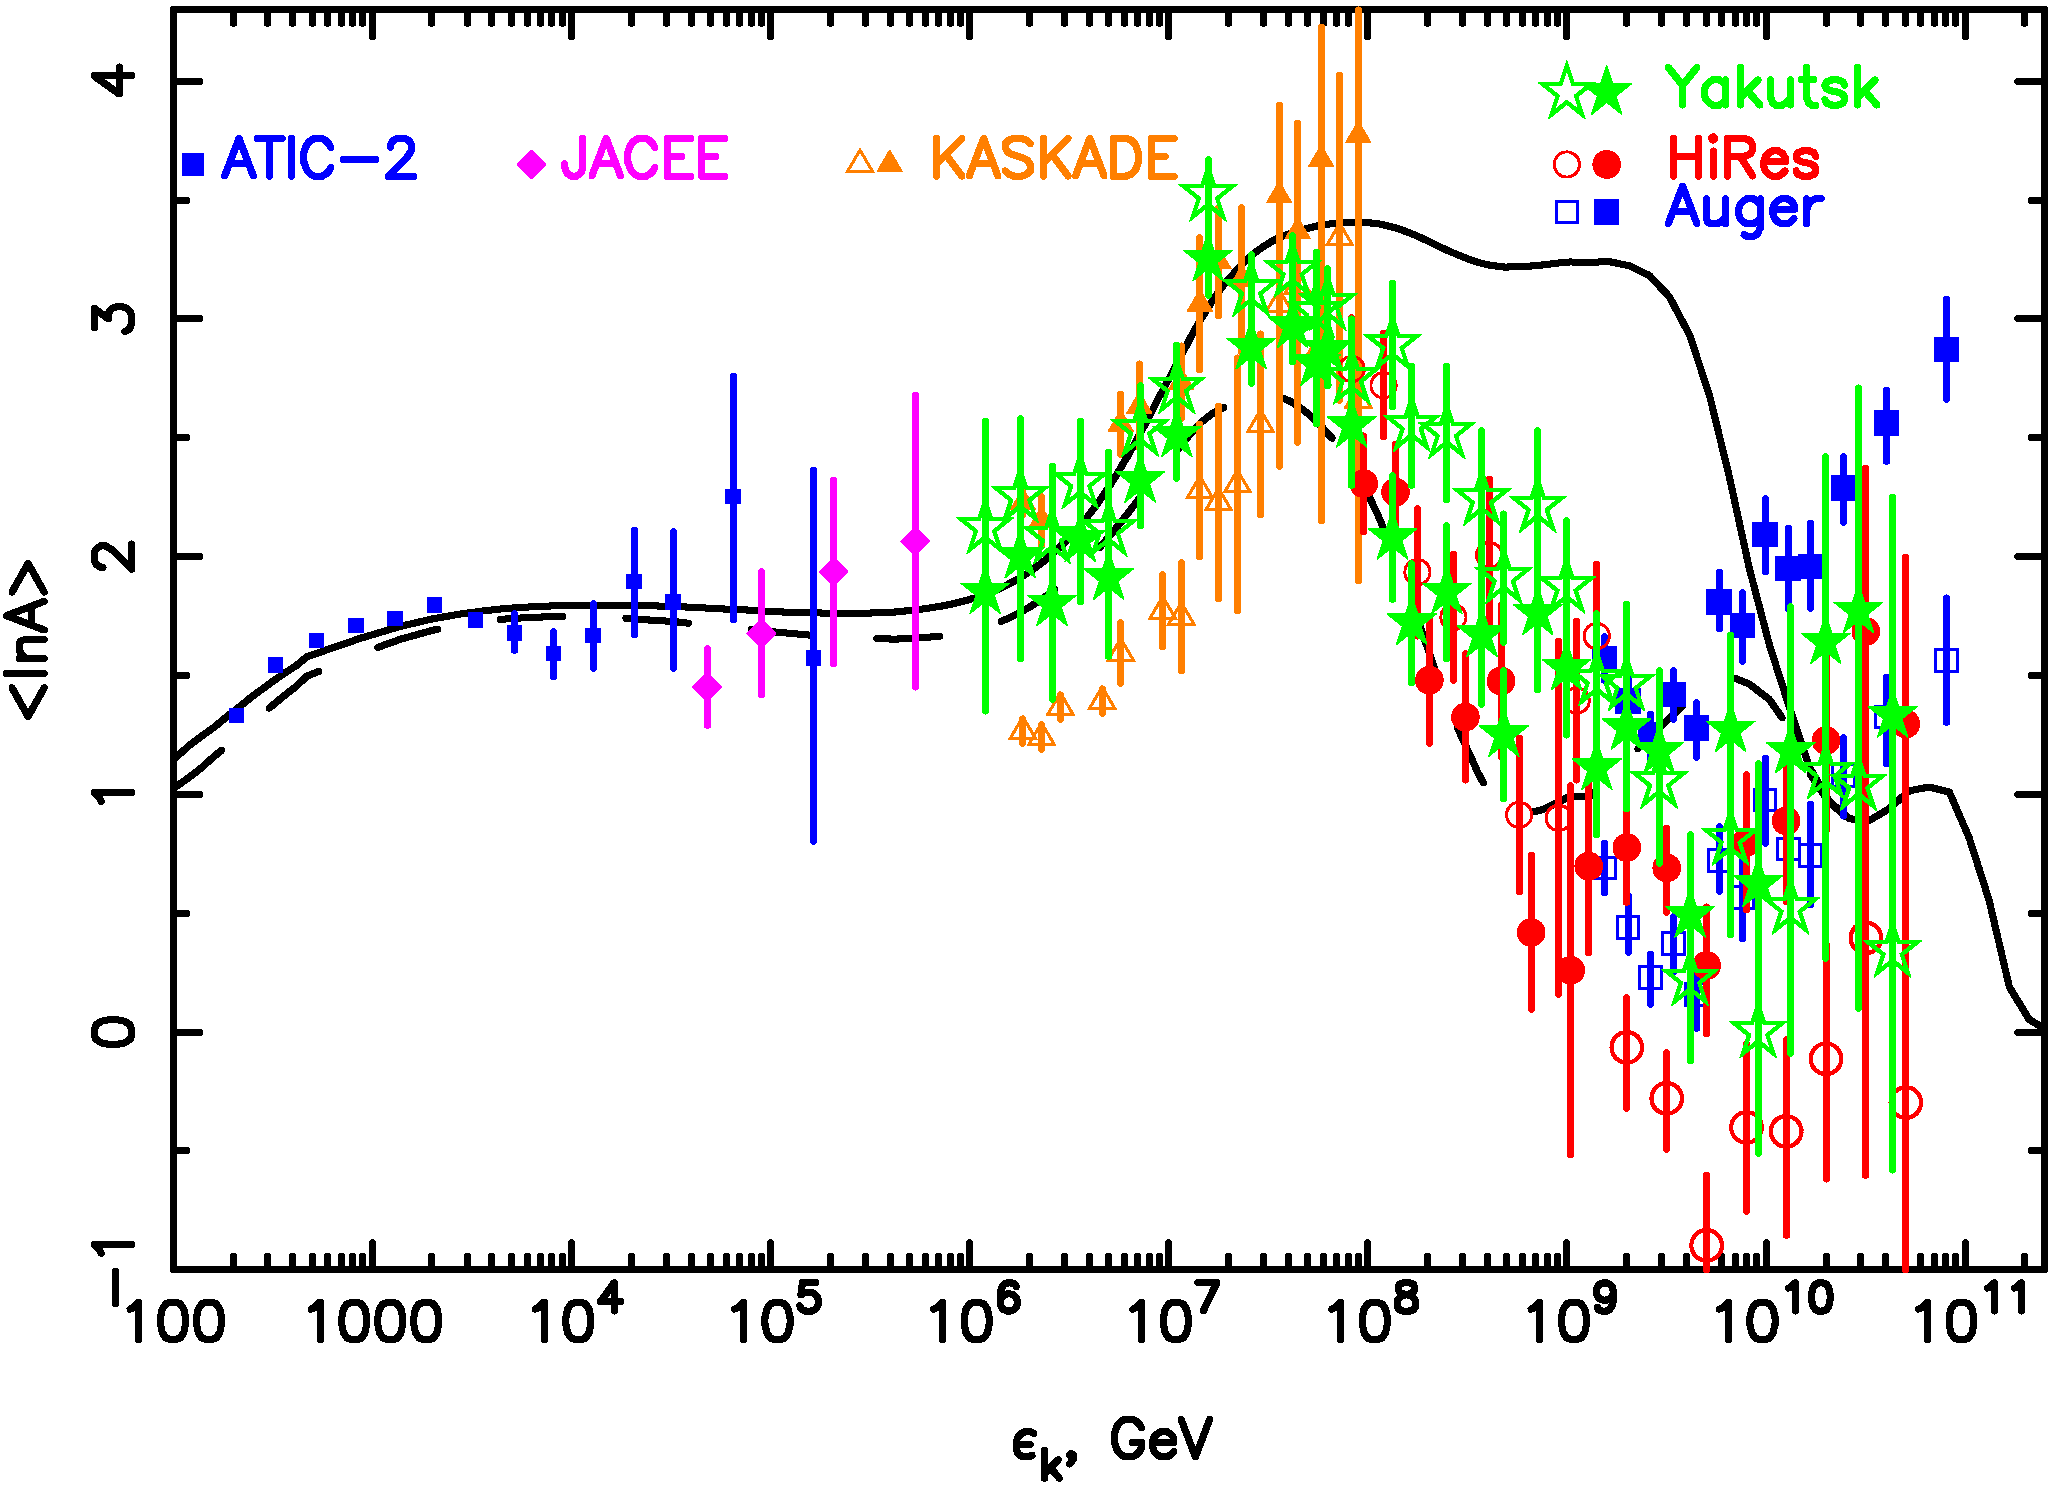 Yakutsk
ATIC-2 JACEE KASKADE HiRes
Auger
4
3
2
1
0
-1
<lnA>
100 1000 10⁴ 10⁵ 10⁶ 10⁷ 10⁸ 10⁹ 10¹⁰ 10¹¹
ϵₖ, GeV